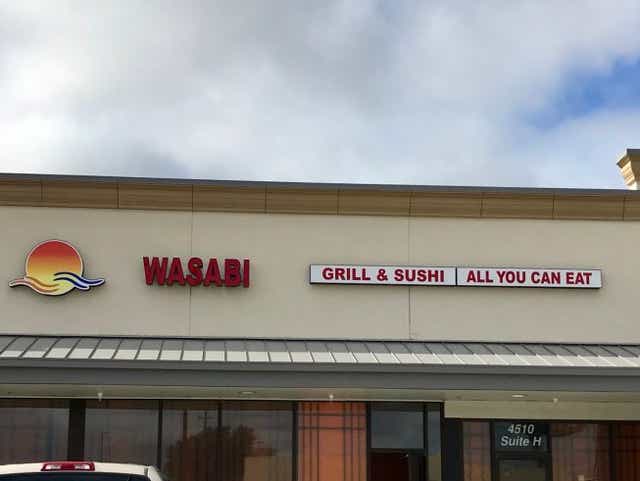 WASABI
GRILL & SUSHI
ALL YOU CAN EAT
4510
Suite H